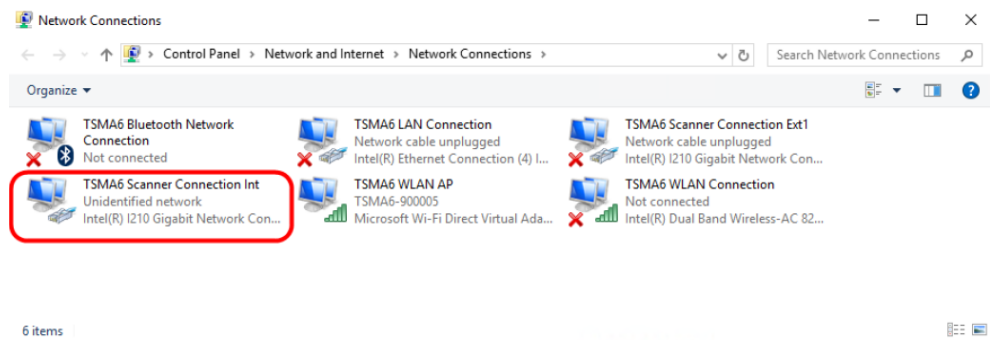 Network Connections
Control Panel > Network and Internet > Network Connections >
Search Network Connections
Organize
TSMA6 Bluetooth Network Connection
Not connected
TSMA6 LAN Connection
Network cable unplugged
Intel(R) Ethernet Connection (4) I...
TSMA6 Scanner Connection Ext1
Network cable unplugged
Intel(R) I210 Gigabit Network Con...
TSMA6 Scanner Connection Int
Unidentified network
Intel(R) I210 Gigabit Network Con...
TSMA6 WLAN AP
TSMA6-900005
Microsoft Wi-Fi Direct Virtual Ada...
TSMA6 WLAN Connection
Not connected
Intel(R) Dual Band Wireless-AC 82...
6 items